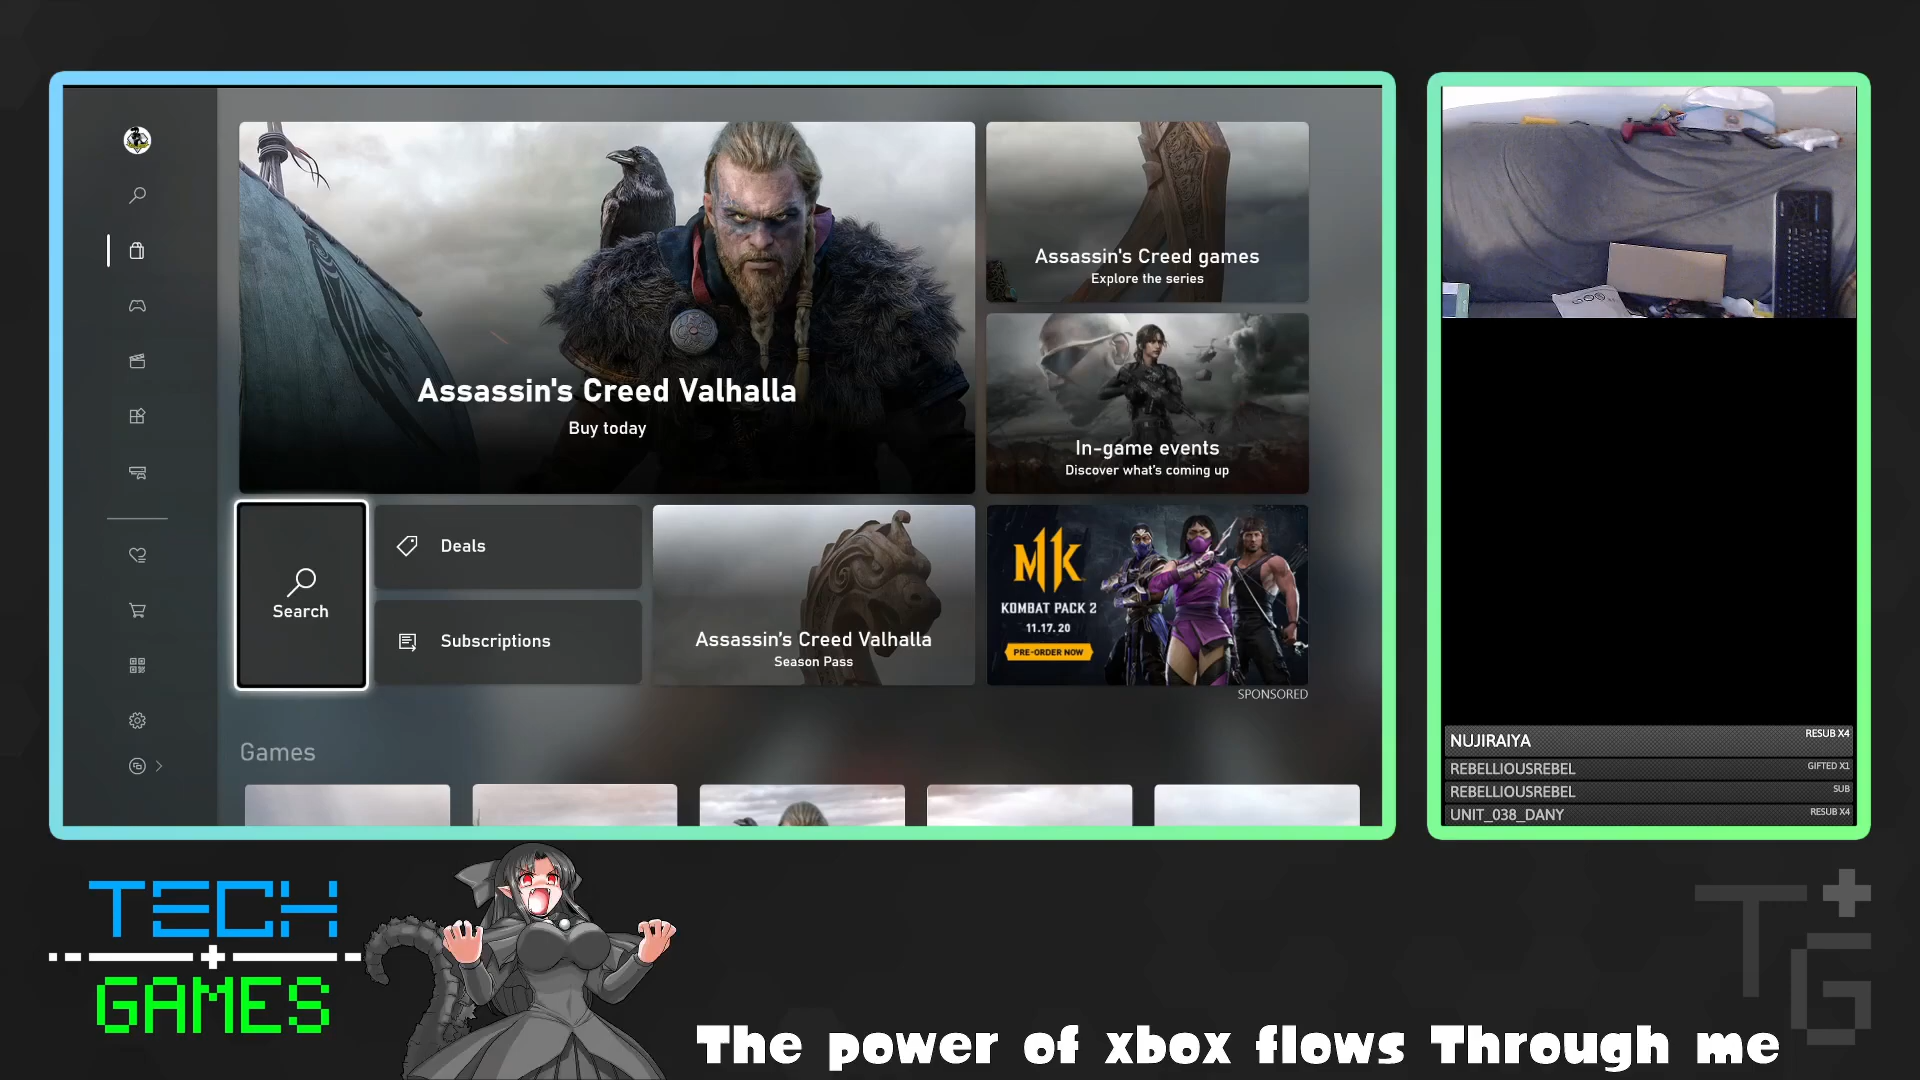 Assassin's Creed Valhalla
Buy today
Assassin's Creed games
Explore the series
In-game events
Discover what's coming up
Search
Deals
Subscriptions
Assassin's Creed Valhalla
Season Pass
MK
KOMBAT PACK 2
11.17.20
PRE-ORDER NOW
SPONSORED
Games
NUJIRAIYA RESUB X4
REBELLIOUSREBEL GIFTED X1
REBELLIOUSREBEL SUB
UNIT_038_DANY RESUB X4
TECH
GAMES
The power of xbox flows Through me
TG